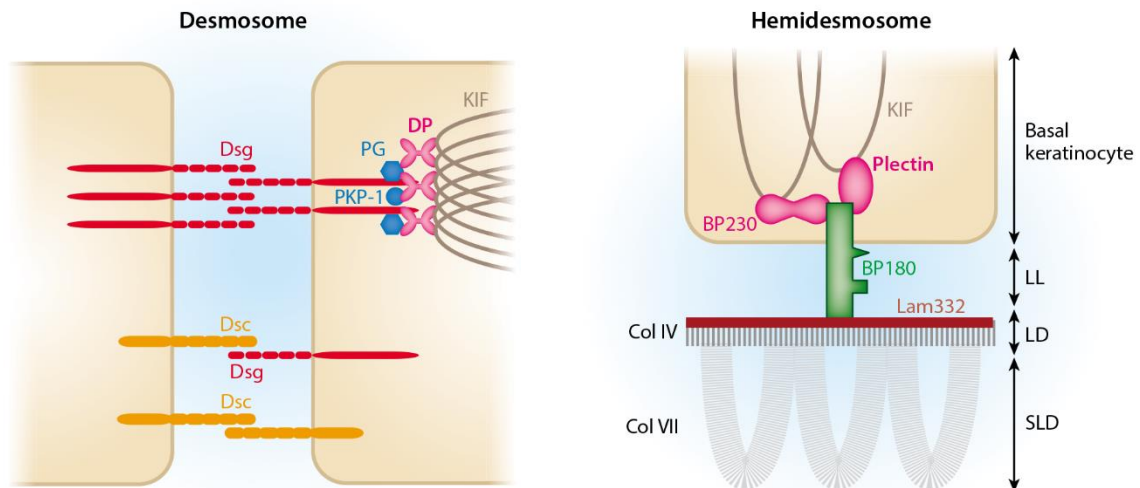 Desmosome
Dsg
PG
DP
KIF
PKP-1
Dsc
Dsg
Dsc
Hemidesmosome
KIF
Plectin
BP230
BP180
Lam332
Col IV
Col VII
Basal
keratinocyte
LL
LD
SLD